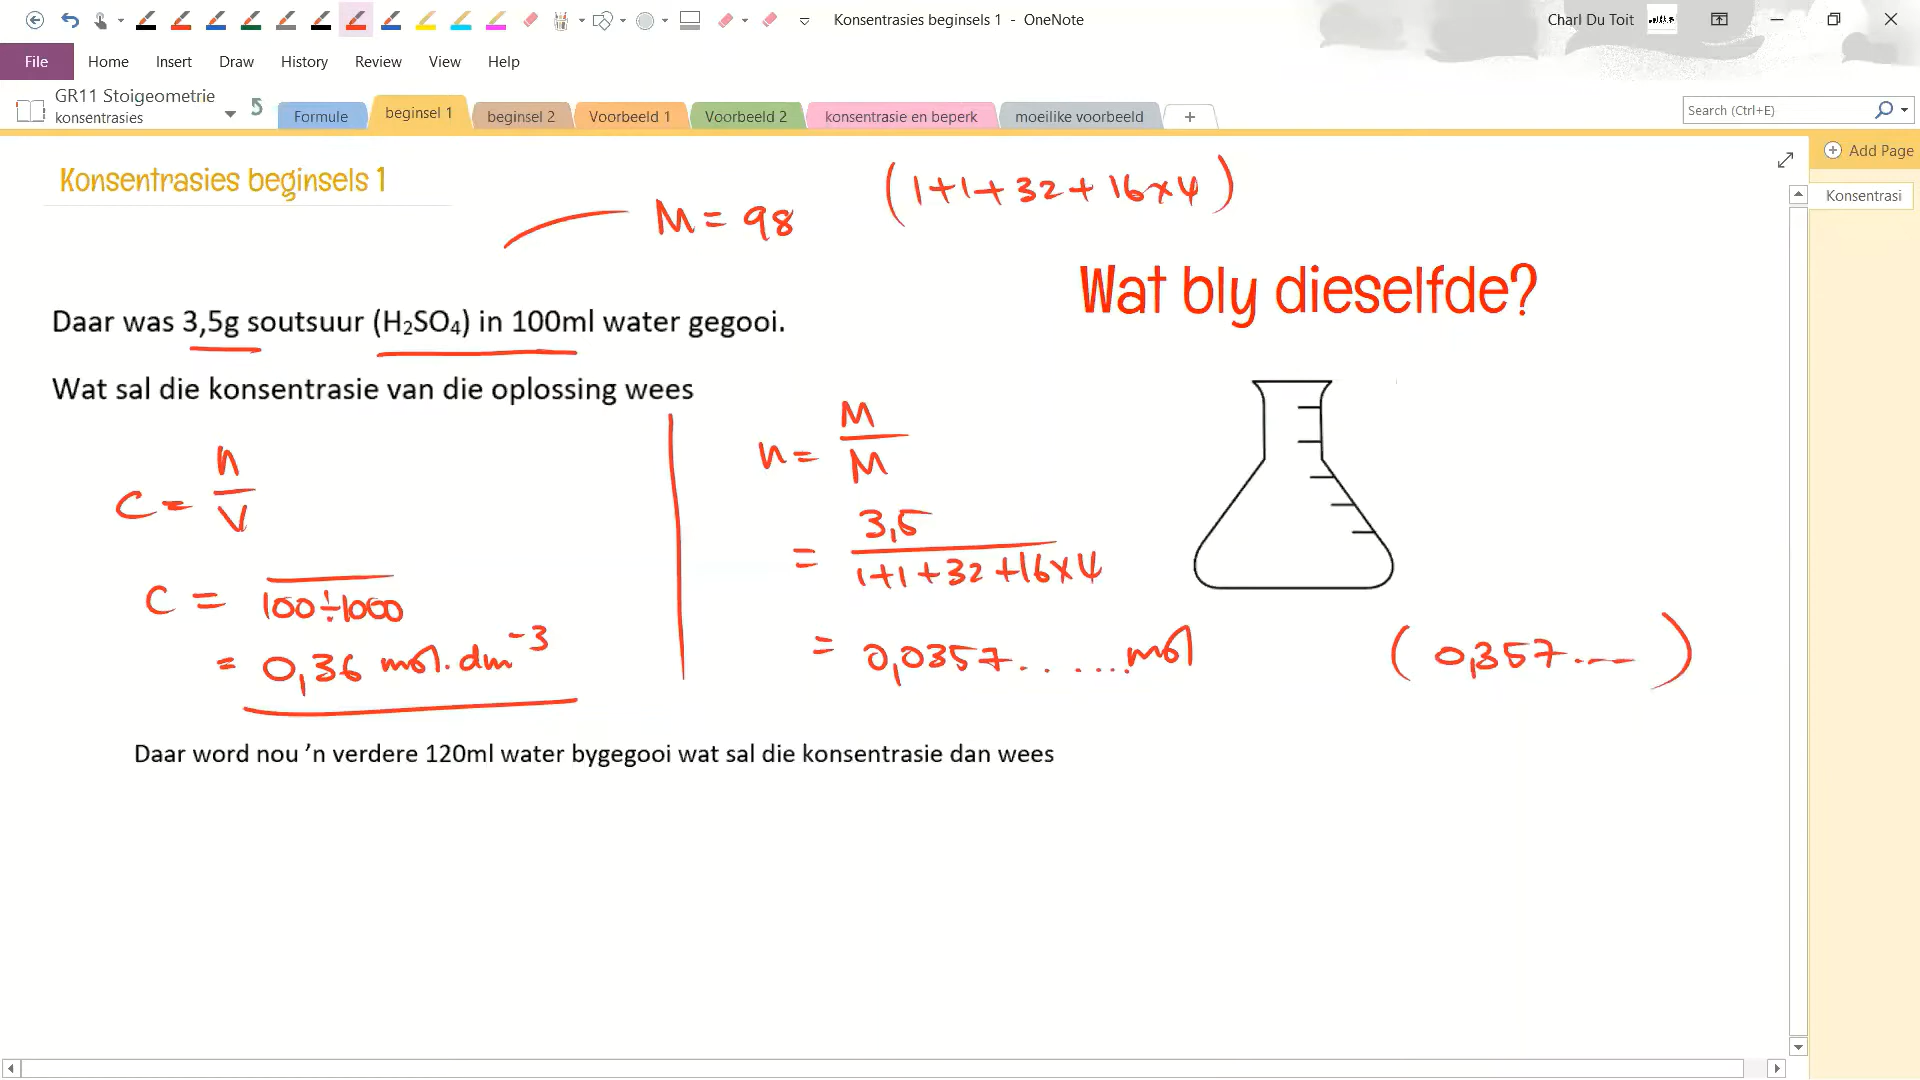 Konsentrasies beginsels 1 - OneNote
Charl Du Toit
File Home Insert Draw History Review View Help
GR11 Stoigeometrie
konsentrasies
Formule beginsel 1 beginsel 2 Voorbeeld 1 Voorbeeld 2 konsentrasie en beperk moeilike voorbeeld +
Search (Ctrl+E)
Add Page
Konsentrasi
Konsentrasies beginsels 1
M = 98 (1+1+32+16×4)
Wat bly dieselfde?
Daar was 3,5g soutsuur (H₂SO₄) in 100ml water gegooi.
Wat sal die konsentrasie van die oplossing wees
C = n/V
C = /100÷1000
= 0,36 mol.dm⁻³
n = M/M
= 3,5/1+1+32+16×4
= 0,0357......mol
(0,357...)
Daar word nou 'n verdere 120ml water bygegooi wat sal die konsentrasie dan wees